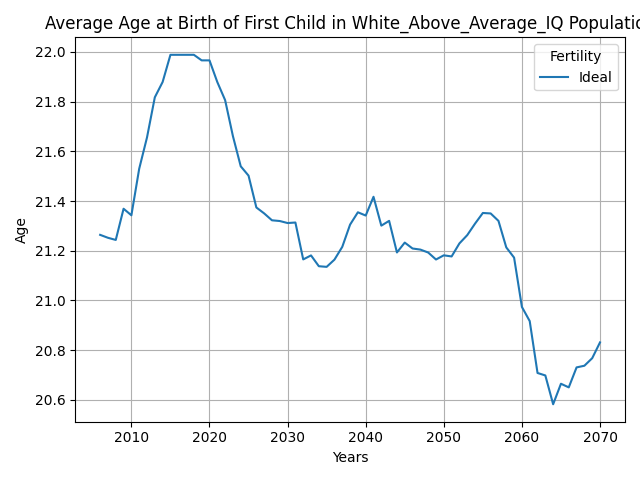 Average Age at Birth of First Child in White_Above_Average_IQ Populatio
Fertility
Ideal
22.0
21.8
21.6
21.4
21.2
21.0
20.8
20.6
Age
2010 2020 2030 2040 2050 2060 2070
Years